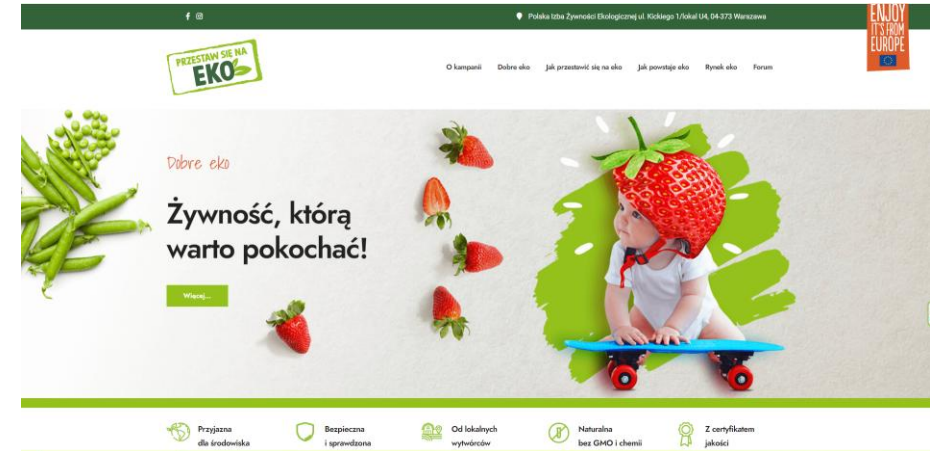 Polska Izba Żywności Ekologicznej ul. Kickiego 1/lokal U4, 04-373 Warszawa
ENJOY
IT'S FROM
EUROPE
PRZESTAW SIĘ NA
EKO
O kampanii Dobre eko Jak przestawić się na eko Jak powstaje eko Rynek eko Forum
Dobre eko
Żywność, którą
warto pokochać!
Więcej...
Przyjazna
dla środowiska
Bezpieczna
i sprawdzona
Od lokalnych
wytwórców
Naturalna
bez GMO i chemii
Z certyfikatem
jakości